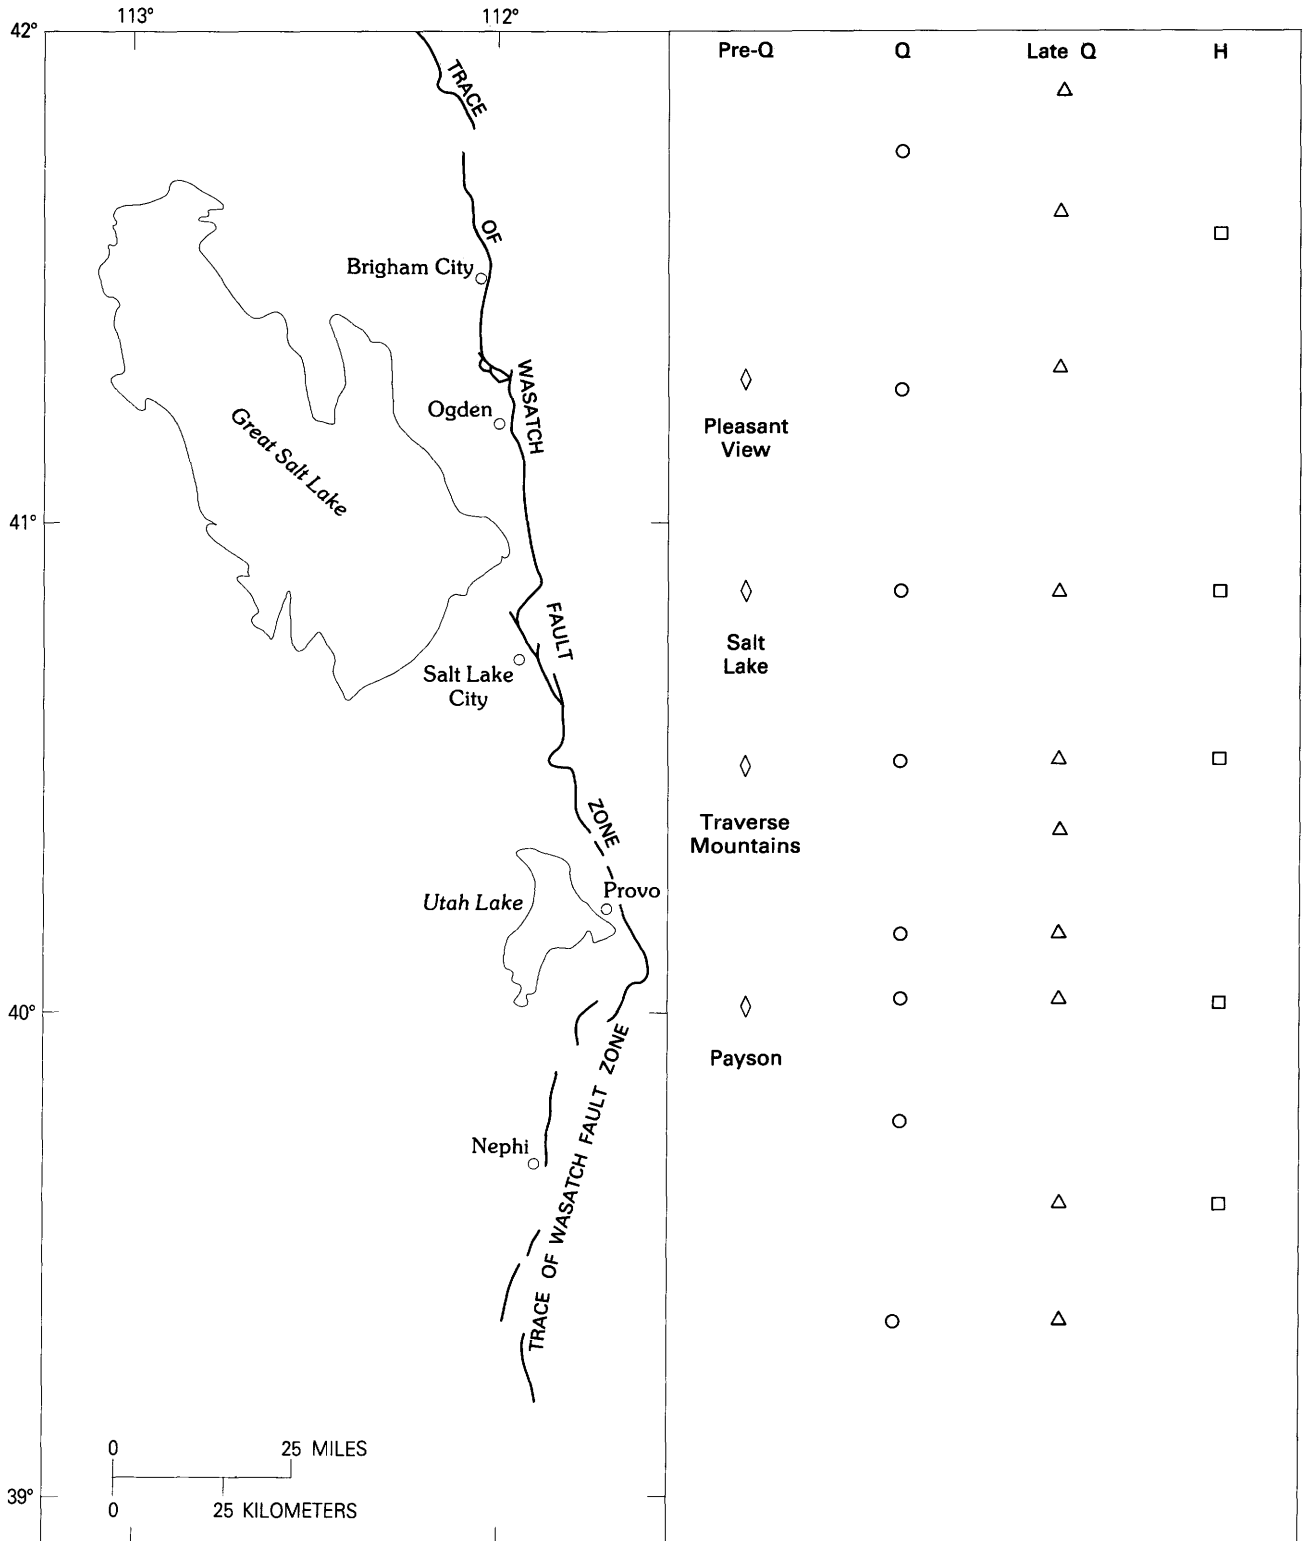 113°
112°
42°
Pre-Q
Q
Late Q
H
TRACE
OF
Brigham City
WASATCH
Ogden
Great Salt Lake
Pleasant
View
41°
FAULT
Salt Lake
City
Salt
Lake
ZONE
Traverse
Mountains
Provo
Utah Lake
40°
Payson
Nephi
TRACE OF WASATCH FAULT ZONE
0
25 MILES
0
25 KILOMETERS
39°